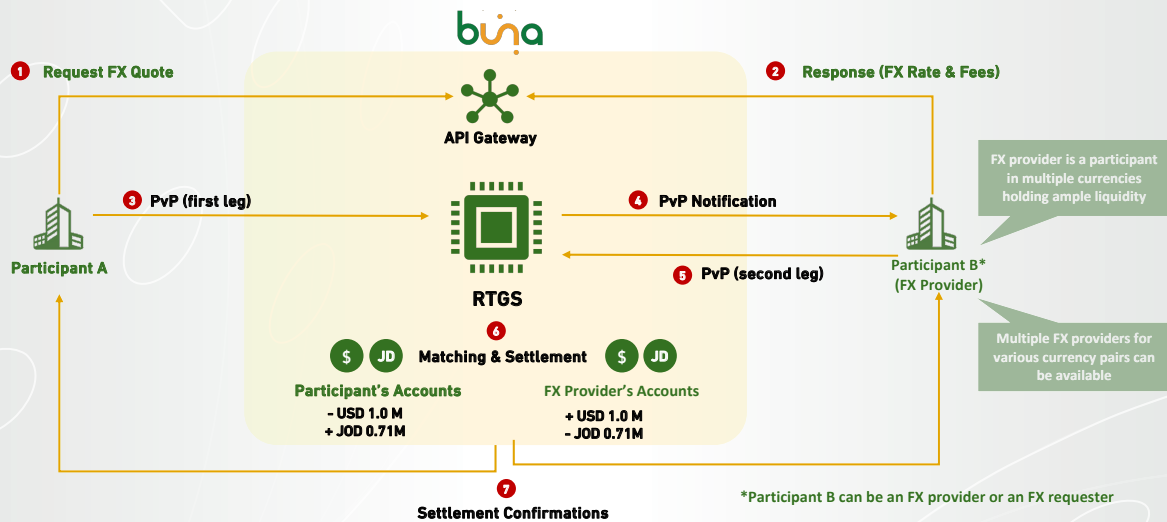 buna
1 Request FX Quote
2 Response (FX Rate & Fees)
API Gateway
FX provider is a participant
in multiple currencies
holding ample liquidity
3 PvP (first leg)
4 PvP Notification
Participant A
Participant B*
(FX Provider)
5 PvP (second leg)
RTGS
6
$ JD Matching & Settlement $ JD
Multiple FX providers for
various currency pairs can
be available
Participant's Accounts
- USD 1.0 M
+ JOD 0.71M
FX Provider's Accounts
+ USD 1.0 M
- JOD 0.71M
7
Settlement Confirmations
*Participant B can be an FX provider or an FX requester